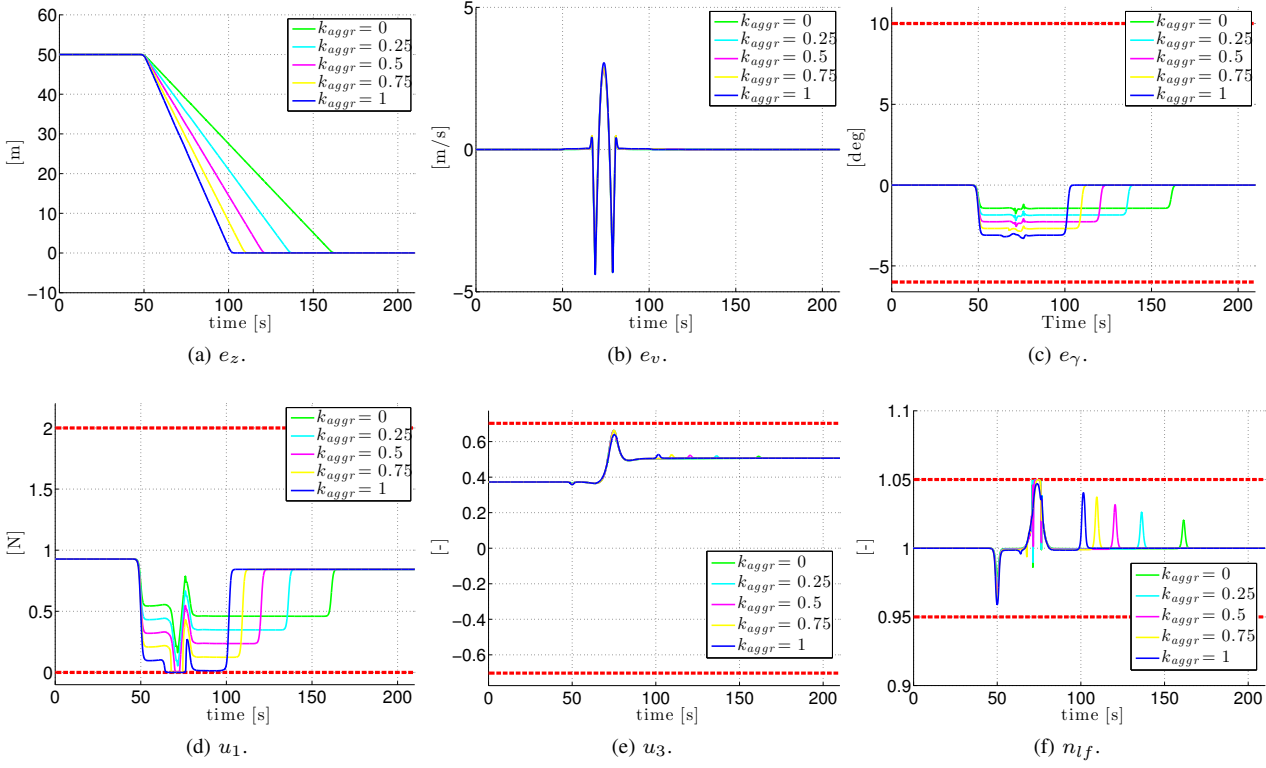 60
50
40
30
20
10
0
−10
[m]
0 50 100 150 200
time [s]
k_aggr = 0
k_aggr = 0.25
k_aggr = 0.5
k_aggr = 0.75
k_aggr = 1
(a) e_z.
5
0
−5
[m/s]
0 50 100 150 200
time [s]
k_aggr = 0
k_aggr = 0.25
k_aggr = 0.5
k_aggr = 0.75
k_aggr = 1
(b) e_v.
10
5
0
−5
[deg]
0 50 100 150 200
Time [s]
k_aggr = 0
k_aggr = 0.25
k_aggr = 0.5
k_aggr = 0.75
k_aggr = 1
(c) e_γ.
2
1.5
1
0.5
0
[N]
0 50 100 150 200
time [s]
k_aggr = 0
k_aggr = 0.25
k_aggr = 0.5
k_aggr = 0.75
k_aggr = 1
(d) u_1.
0.6
0.4
0.2
0
−0.2
−0.4
−0.6
[-]
0 50 100 150 200
time [s]
k_aggr = 0
k_aggr = 0.25
k_aggr = 0.5
k_aggr = 0.75
k_aggr = 1
(e) u_3.
1.1
1.05
1
0.95
0.9
[-]
0 50 100 150 200
time [s]
k_aggr = 0
k_aggr = 0.25
k_aggr = 0.5
k_aggr = 0.75
k_aggr = 1
(f) n_lf.